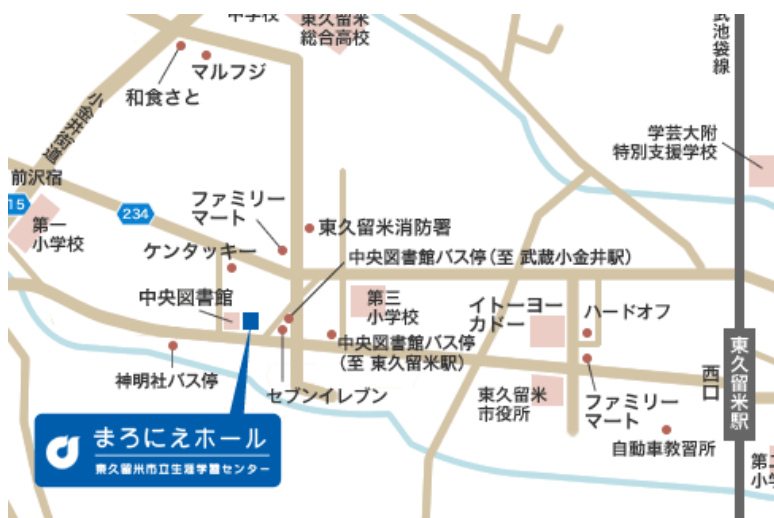 東久留米
総合高校
武池袋線
マルフジ
和食さと
小金井街道
学芸大附
特別支援学校
前沢宿
15
第一
小学校
234
ファミリー
マート
東久留米消防署
ケンタッキー
中央図書館バス停(至 武蔵小金井駅)
中央図書館
第三
小学校
イトーヨー
カドー
ハードオフ
中央図書館バス停
(至 東久留米駅)
神明社バス停
セブンイレブン
東久留米
市役所
ファミリー
マート
西口
東久留米駅
自動車教習所
まろにえホール
東久留米市立生涯学習センター